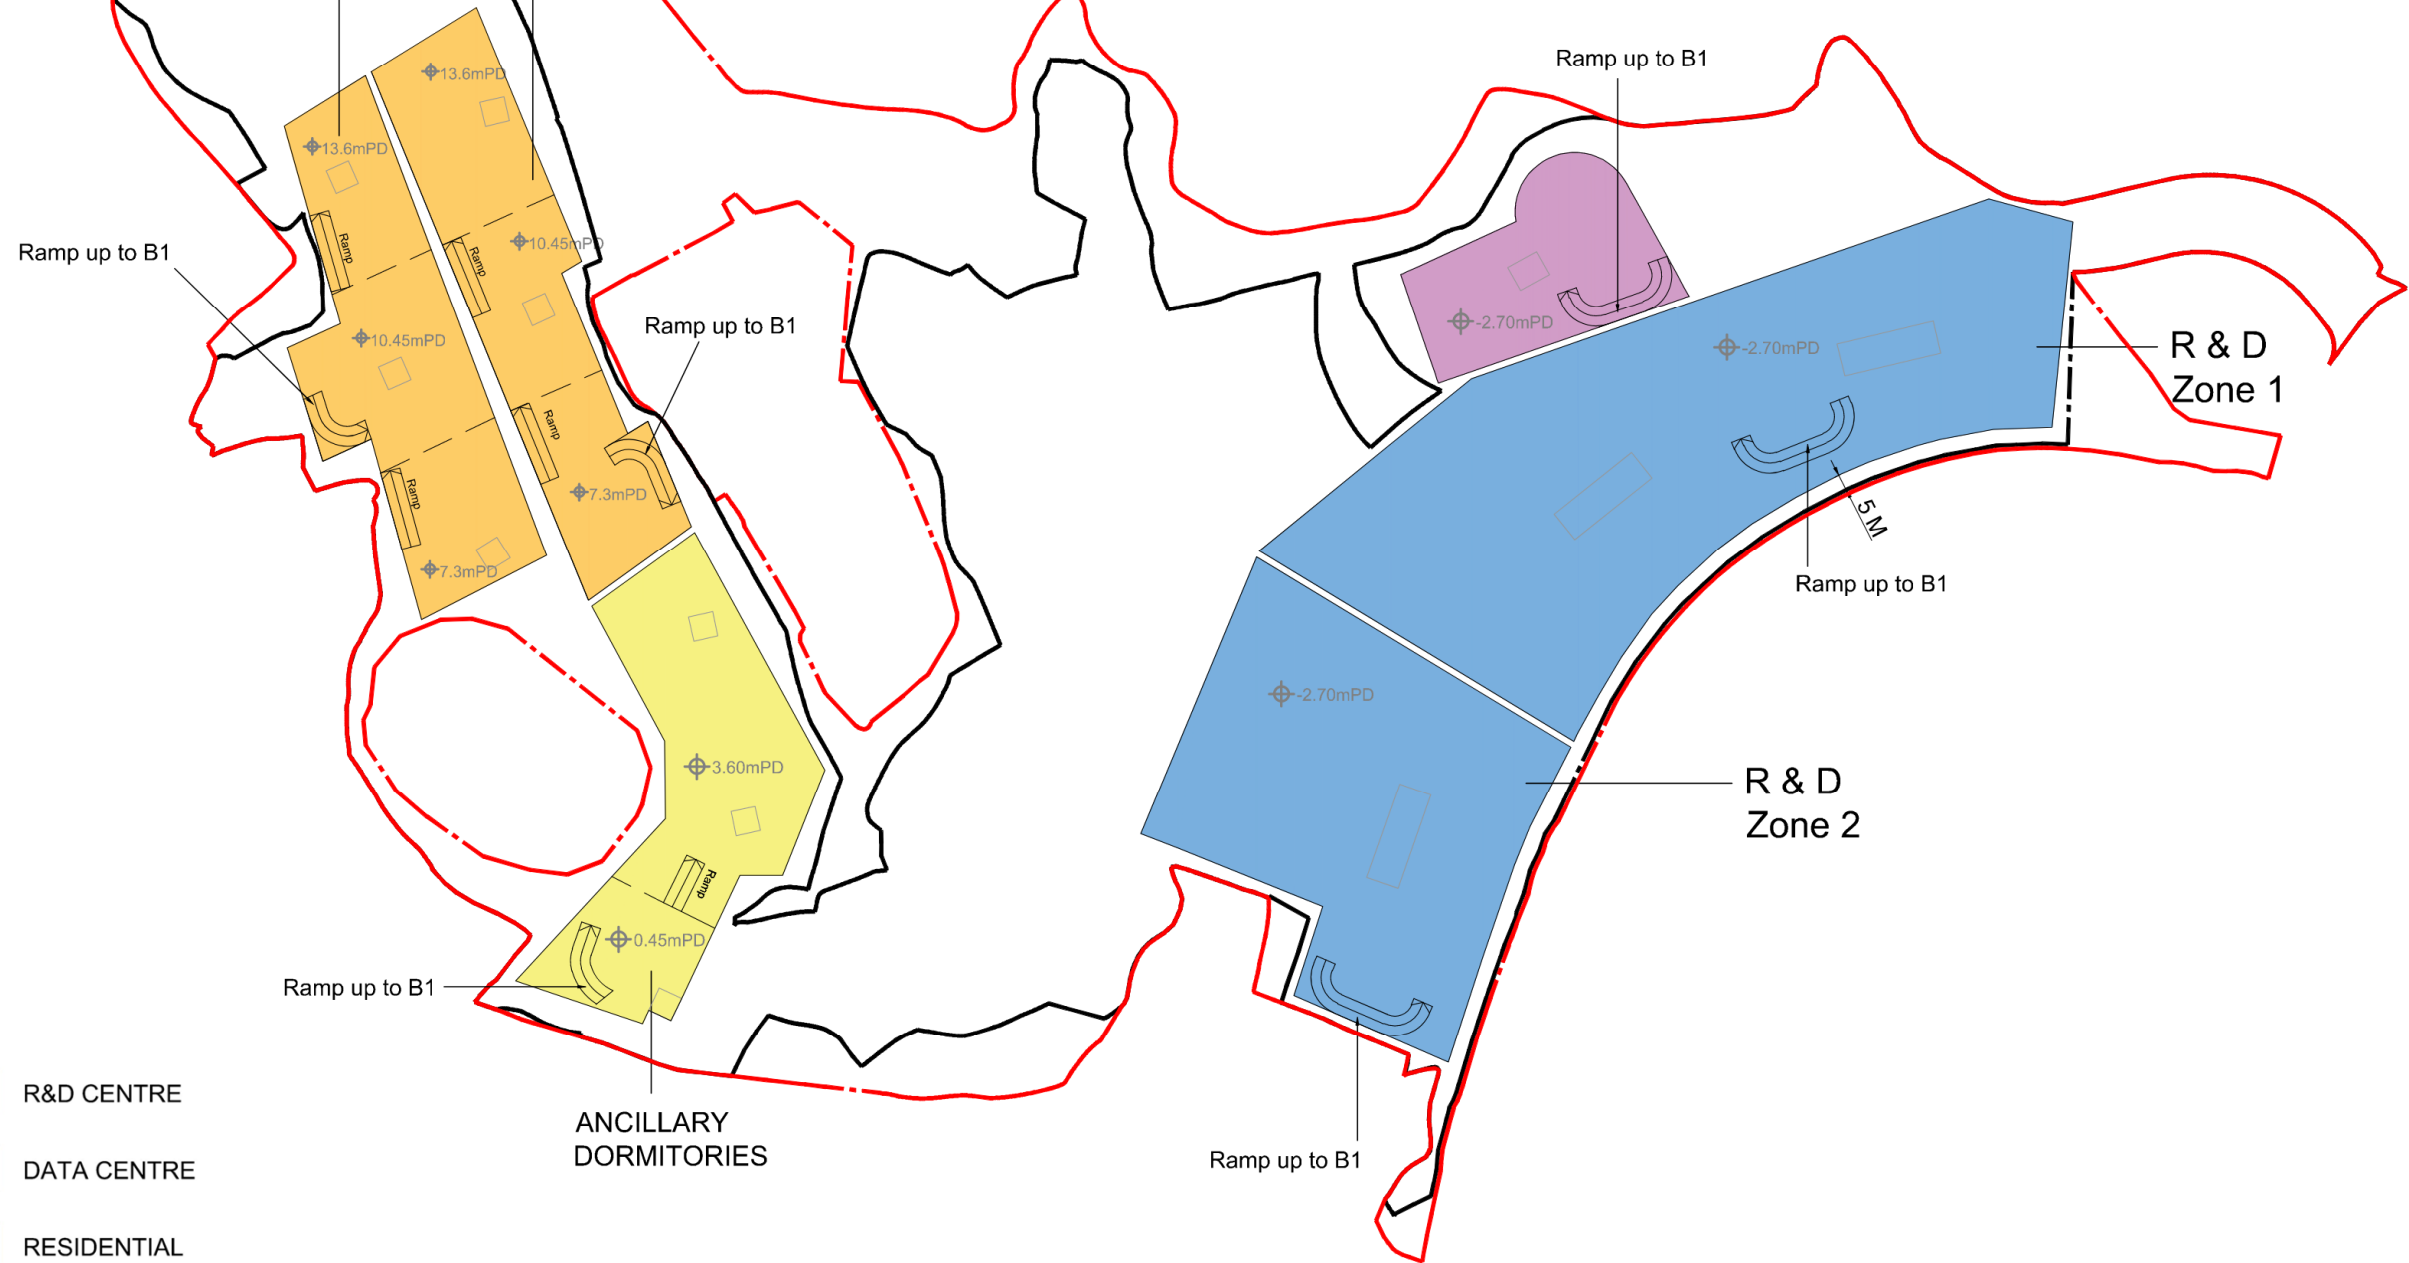 Ramp up to B1
13.6mPD
13.6mPD
Ramp
Ramp up to B1
10.45mPD
Ramp
10.45mPD
Ramp up to B1
-2.70mPD
-2.70mPD
R & D
Zone 1
Ramp
Ramp
7.3mPD
7.3mPD
5 M
Ramp up to B1
-2.70mPD
3.60mPD
R & D
Zone 2
Ramp
0.45mPD
Ramp up to B1
R&D CENTRE
ANCILLARY
DORMITORIES
Ramp up to B1
DATA CENTRE
RESIDENTIAL